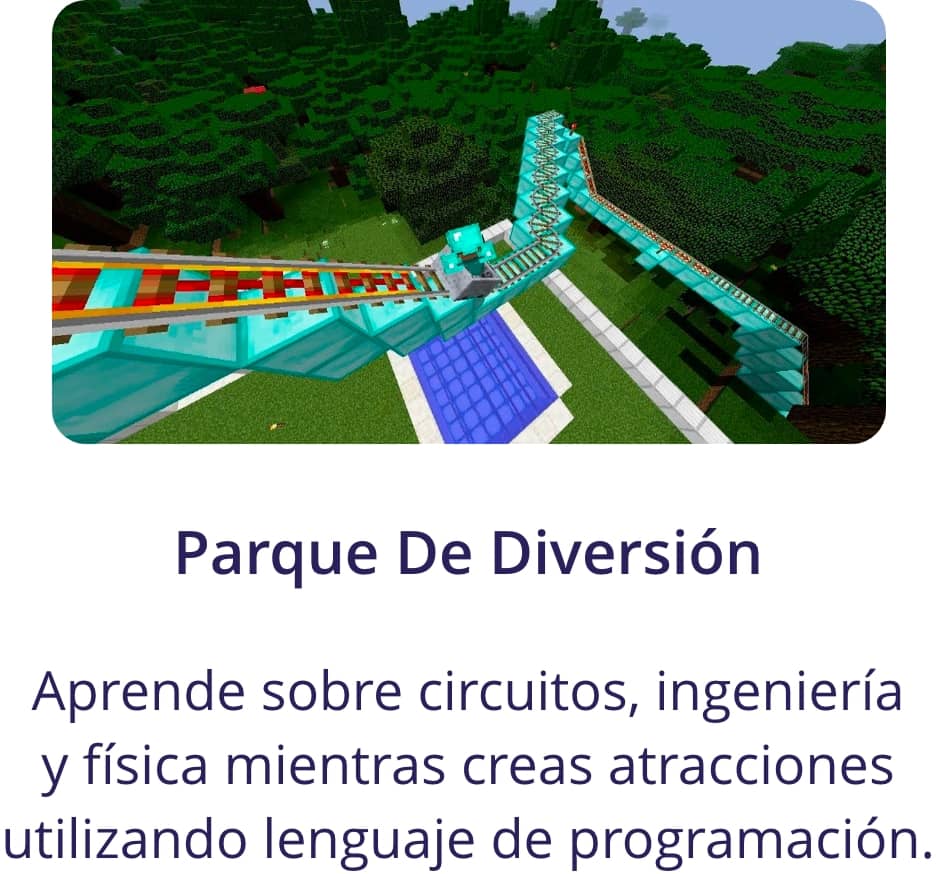 Parque De Diversión
Aprende sobre circuitos, ingeniería
y física mientras creas atracciones
utilizando lenguaje de programación.